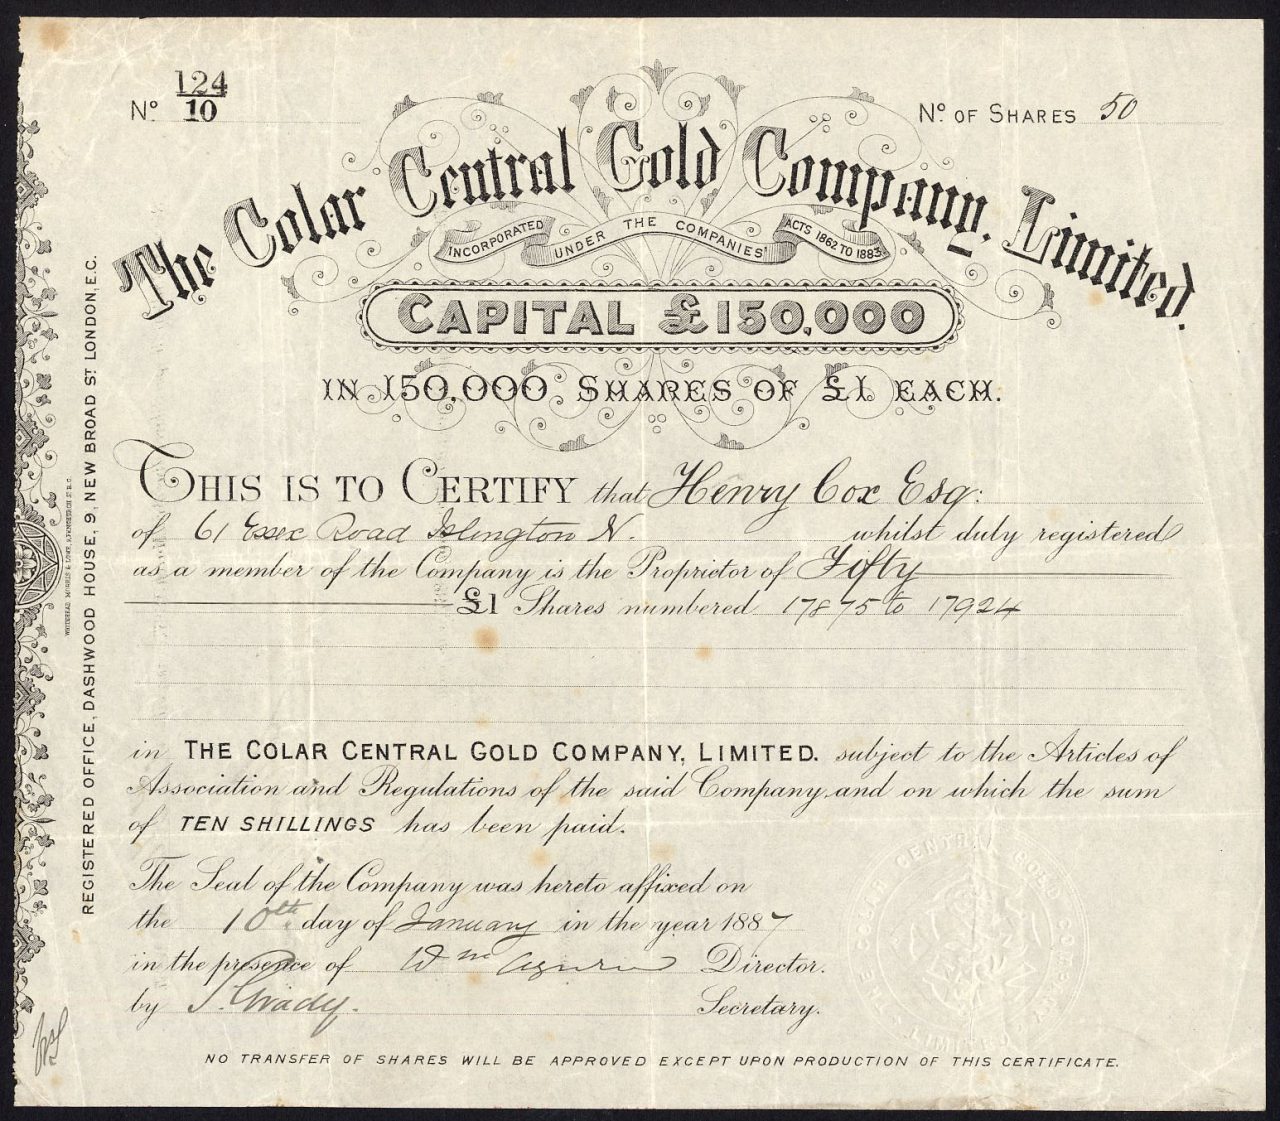 No. 124/10
No. OF SHARES 50
The Colar Central Gold Company, Limited.
INCORPORATED UNDER THE COMPANIES' ACTS 1862 TO 1883.
CAPITAL £150,000
IN 150,000 SHARES OF £1 EACH.
THIS IS TO CERTIFY that Henry Cox Esq:
of 61 Essex Road Islington N. whilst duly registered
as a member of the Company is the Proprietor of Fifty
£1 Shares numbered 17875 to 17924
in THE COLAR CENTRAL GOLD COMPANY, LIMITED. subject to the Articles of
Association and Regulations of the said Company, and on which the sum
of TEN SHILLINGS has been paid.
The Seal of the Company was hereto affixed on
the 10th day of January in the year 1887
in the presence of Wm Director.
by Secretary.
NO TRANSFER OF SHARES WILL BE APPROVED EXCEPT UPON PRODUCTION OF THIS CERTIFICATE.
REGISTERED OFFICE, DASHWOOD HOUSE, 9, NEW BROAD ST. LONDON, E.C.
THE COLAR CENTRAL GOLD COMPANY LIMITED